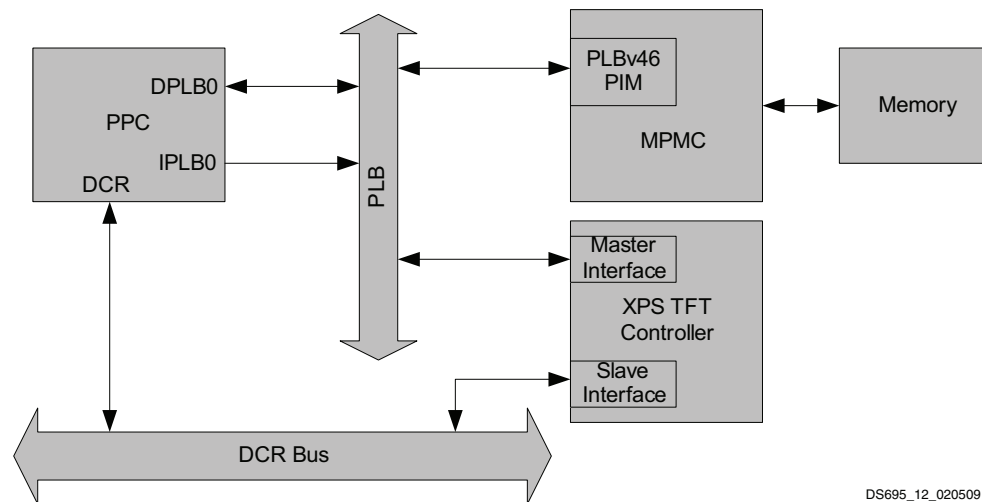 DPLB0
PPC
IPLB0
DCR
PLB
PLBv46
PIM
MPMC
Memory
Master
Interface
XPS TFT
Controller
Slave
Interface
DCR Bus
DS695_12_020509